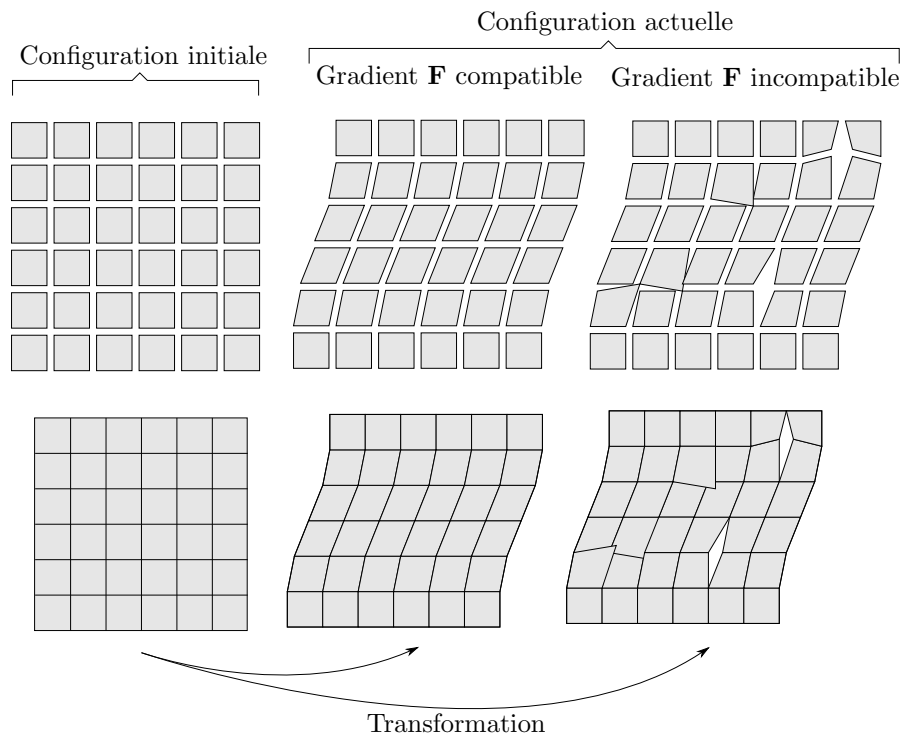 Configuration actuelle
Configuration initiale
Gradient F compatible
Gradient F incompatible
Transformation